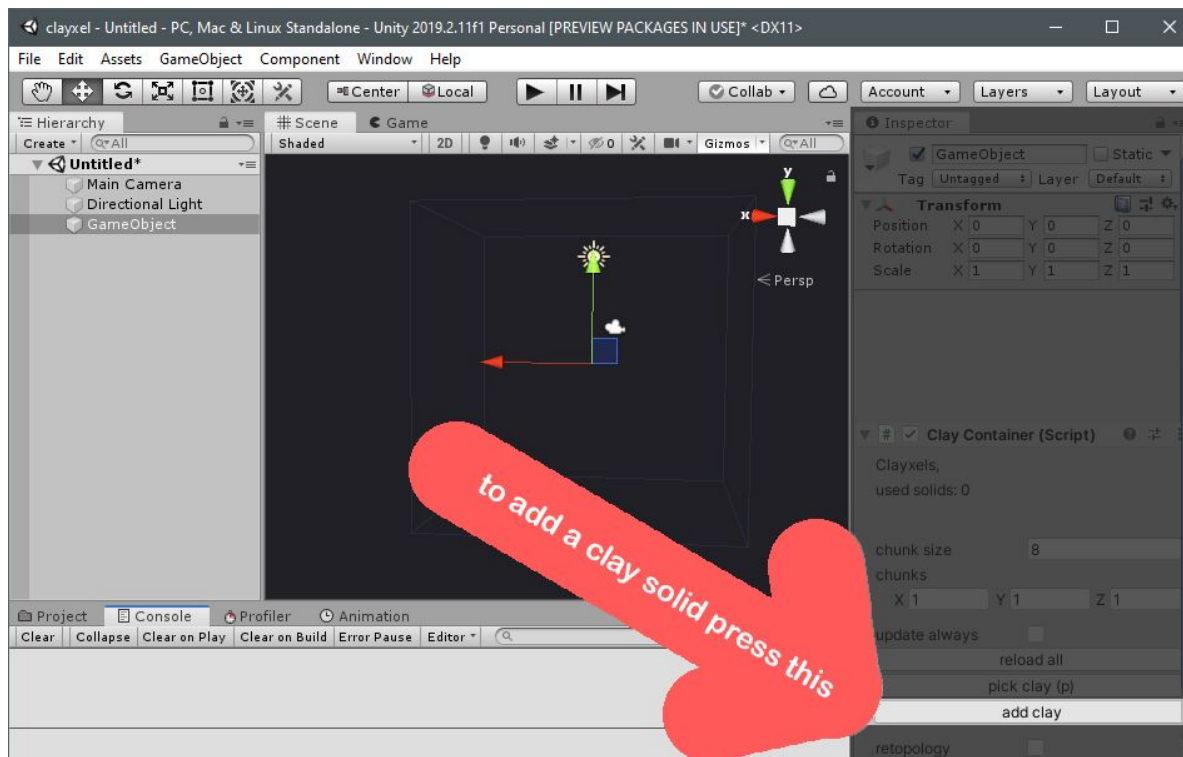 clayxel - Untitled - PC, Mac & Linux Standalone - Unity 2019.2.11f1 Personal [PREVIEW PACKAGES IN USE]* <DX11>
File Edit Assets GameObject Component Window Help
Center Local Collab Account Layers Layout
Hierarchy
Create All
Untitled*
Main Camera
Directional Light
GameObject
Scene Game
Shaded 2D 0 Gizmos All
y
x
Persp
to add a clay solid press this
Inspector
GameObject Static
Tag Untagged Layer Default
Transform
Position X 0 Y 0 Z 0
Rotation X 0 Y 0 Z 0
Scale X 1 Y 1 Z 1
# Clay Container (Script)
Clayxels,
used solids: 0
chunk size 8
chunks
X 1 Y 1 Z 1
update always
reload all
pick clay (p)
add clay
retopology
Project Console Profiler Animation
Clear Collapse Clear on Play Clear on Build Error Pause Editor